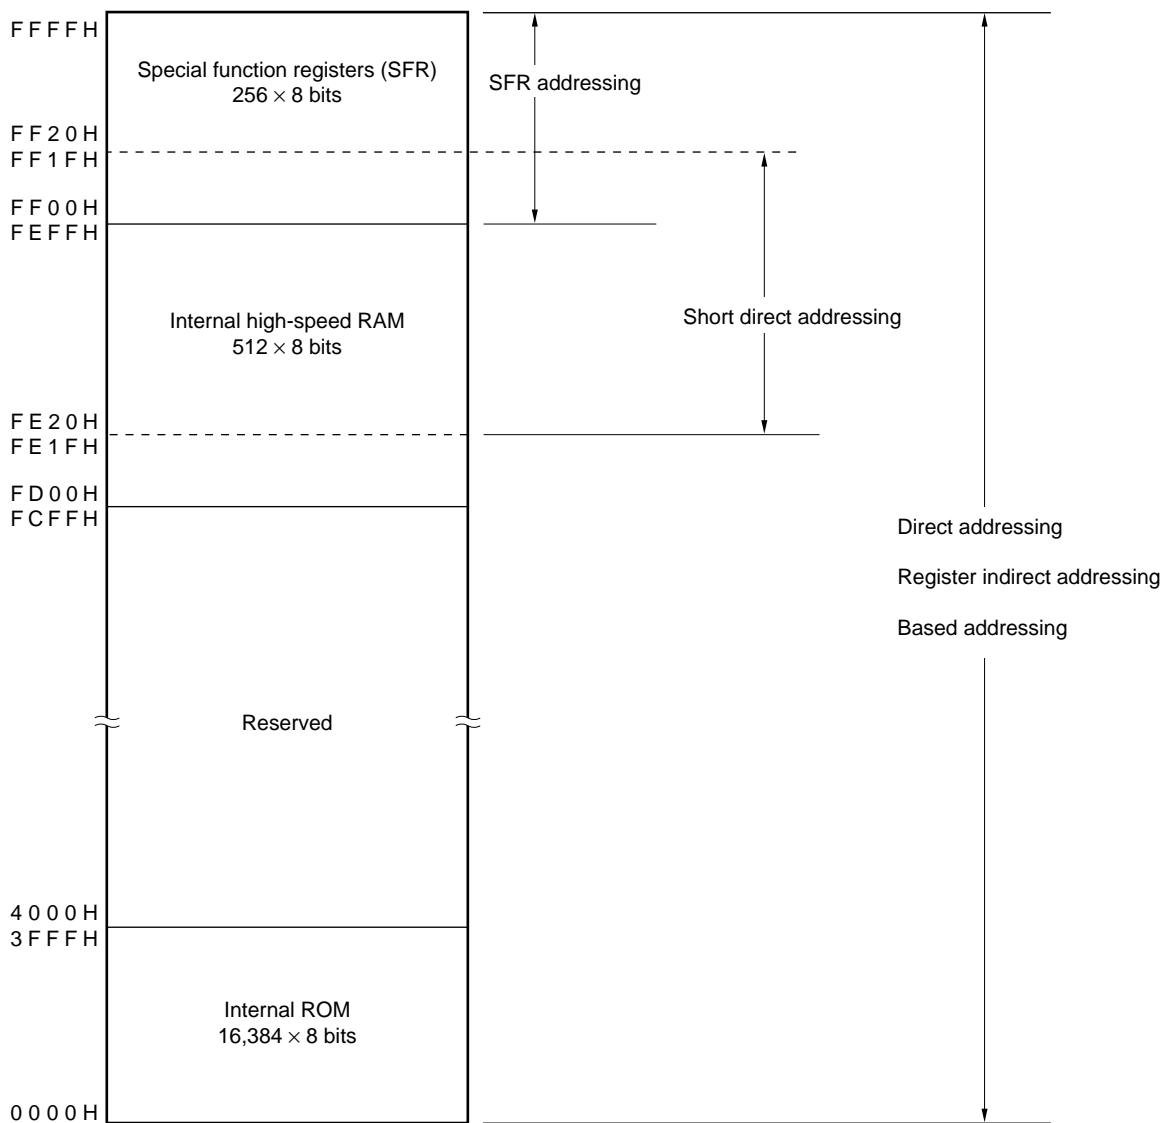 FFFFH
Special function registers (SFR)
256 × 8 bits
SFR addressing
FF20H
FF1FH
FF00H
FEFFH
Internal high-speed RAM
512 × 8 bits
Short direct addressing
FE20H
FE1FH
FD00H
FCFFH
Direct addressing
Register indirect addressing
Based addressing
Reserved
4000H
3FFFH
Internal ROM
16,384 × 8 bits
0000H